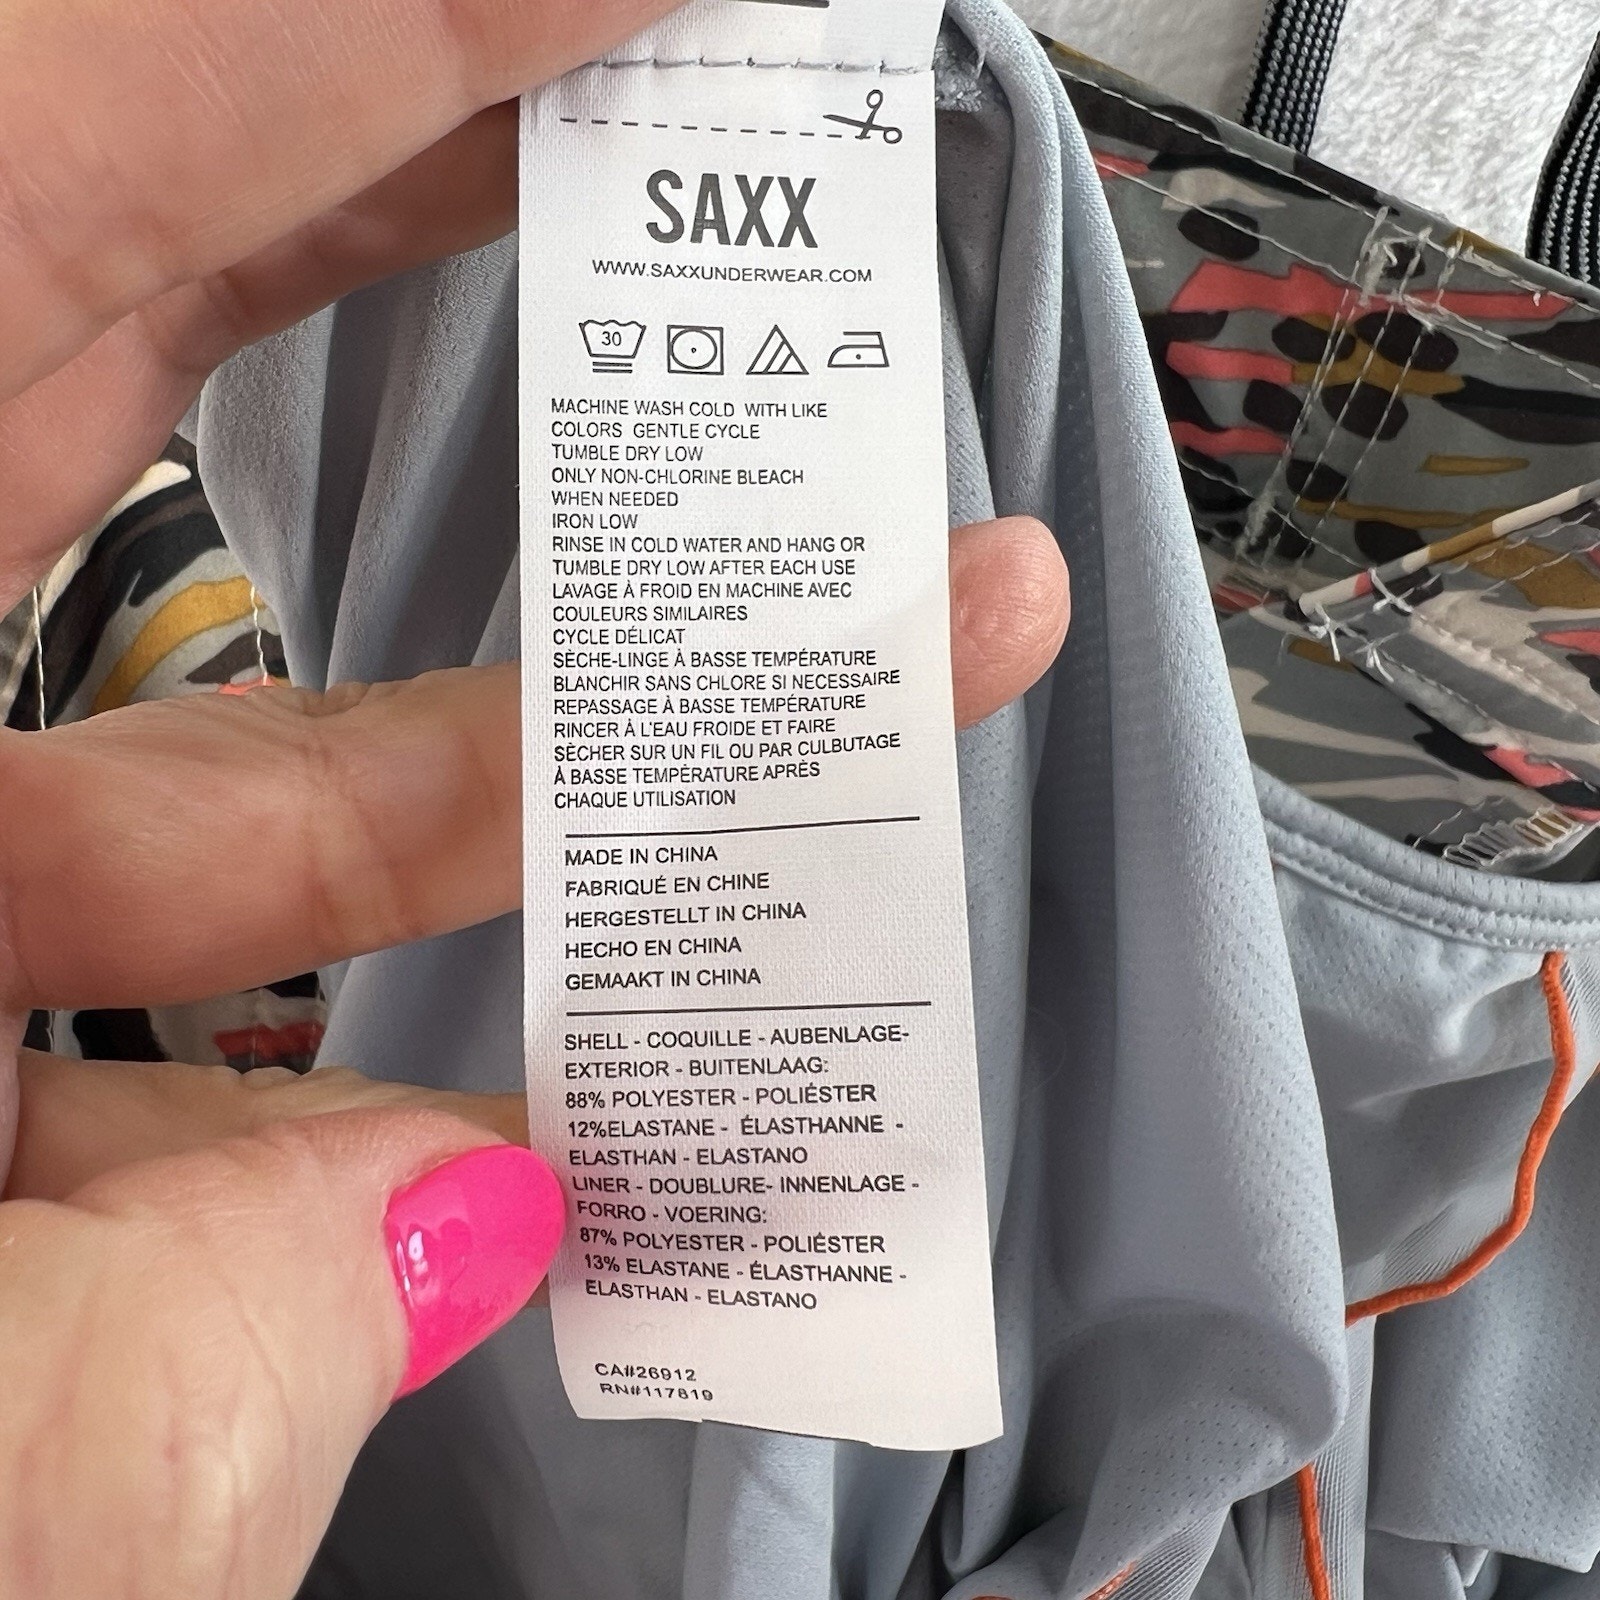 SAXX
WWW.SAXXUNDERWEAR.COM
30
MACHINE WASH COLD WITH LIKE
COLORS GENTLE CYCLE
TUMBLE DRY LOW
ONLY NON-CHLORINE BLEACH
WHEN NEEDED
IRON LOW
RINSE IN COLD WATER AND HANG OR
TUMBLE DRY LOW AFTER EACH USE
LAVAGE À FROID EN MACHINE AVEC
COULEURS SIMILAIRES
CYCLE DÉLICAT
SÈCHE-LINGE À BASSE TEMPÉRATURE
BLANCHIR SANS CHLORE SI NECESSAIRE
REPASSAGE À BASSE TEMPÉRATURE
RINCER À L'EAU FROIDE ET FAIRE
SÈCHER SUR UN FIL OU PAR CULBUTAGE
À BASSE TEMPÉRATURE APRÈS
CHAQUE UTILISATION
MADE IN CHINA
FABRIQUÉ EN CHINE
HERGESTELLT IN CHINA
HECHO EN CHINA
GEMAAKT IN CHINA
SHELL - COQUILLE - AUBENLAGE-
EXTERIOR - BUITENLAAG:
88% POLYESTER - POLIÉSTER
12%ELASTANE - ÉLASTHANNE -
ELASTHAN - ELASTANO
LINER - DOUBLURE- INNENLAGE -
FORRO - VOERING:
87% POLYESTER - POLIÉSTER
13% ELASTANE - ÉLASTHANNE -
ELASTHAN - ELASTANO
CA#26912
RN#117819